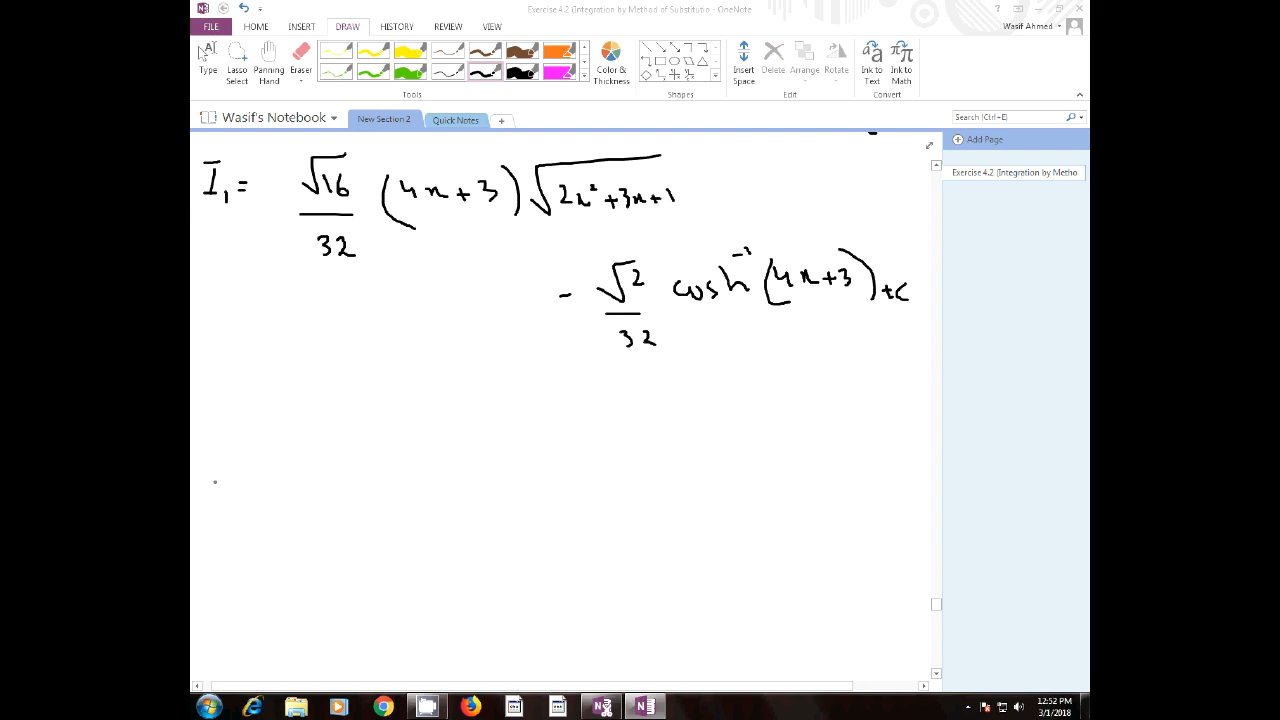 Exercise 4.2 (Integration by Method of Substitutio - OneNote
Wasif Ahmed
FILE HOME INSERT DRAW HISTORY REVIEW VIEW
Type Lasso Select Panning Hand Eraser Color & Thickness Insert Space Delete Arrange Rotate Ink to Text Ink to Math
Tools Shapes Edit Convert
Wasif's Notebook New Section 2 Quick Notes + Search (Ctrl+E)
Add Page
Exercise 4.2 (Integration by Metho
I₁ = √16/32 (4x+3) √(2x²+3x+1)
- √2/32 cosh⁻¹ (4x+3) + c
12:52 PM
3/1/2018